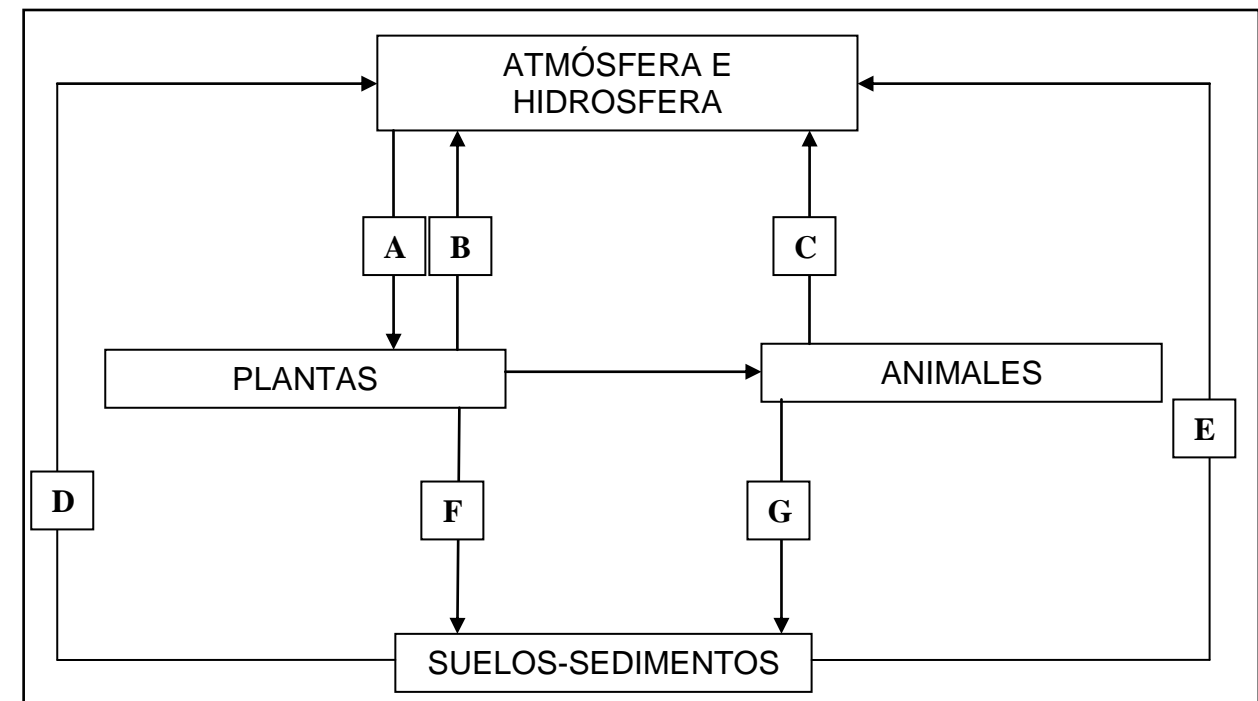 ATMÓSFERA E
HIDROSFERA
A
B
C
PLANTAS
ANIMALES
E
D
F
G
SUELOS-SEDIMENTOS